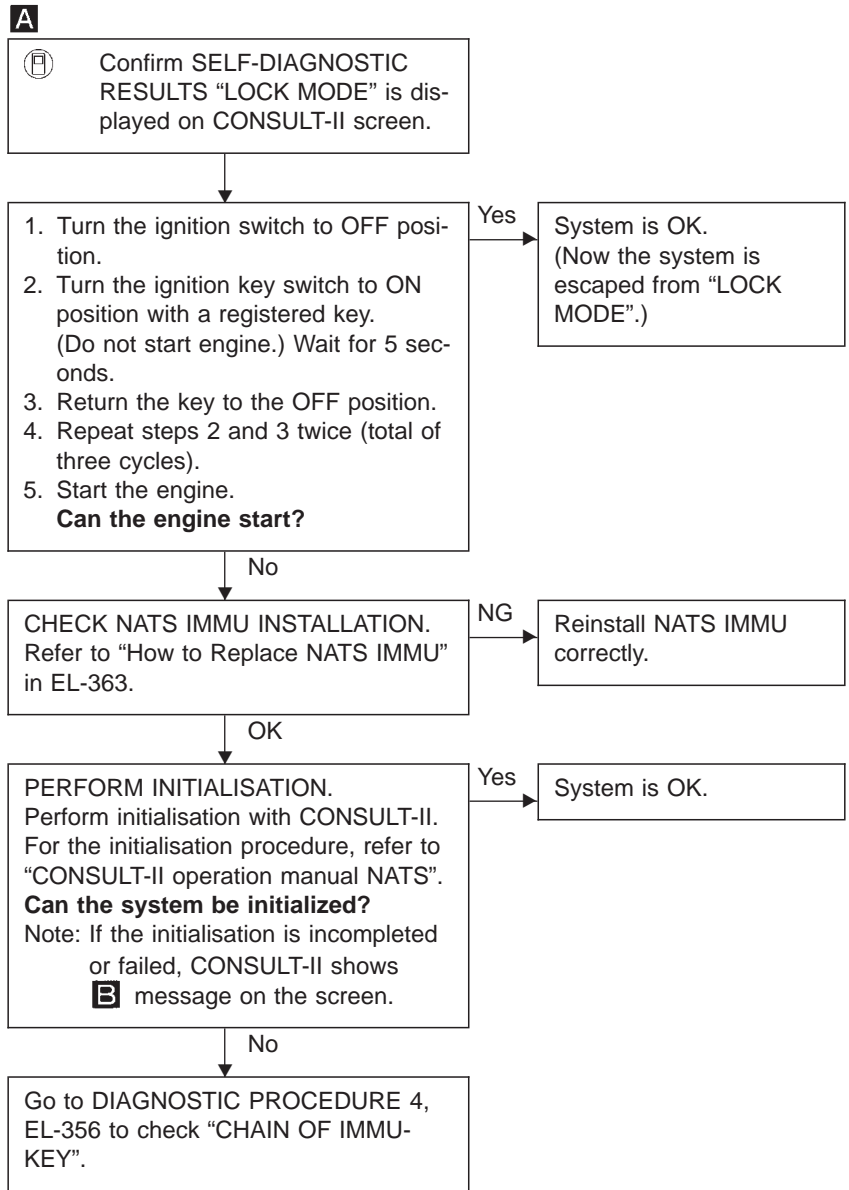 A
Confirm SELF-DIAGNOSTIC
RESULTS “LOCK MODE” is dis-
played on CONSULT-II screen.
1. Turn the ignition switch to OFF posi-
tion.
2. Turn the ignition key switch to ON
position with a registered key.
(Do not start engine.) Wait for 5 sec-
onds.
3. Return the key to the OFF position.
4. Repeat steps 2 and 3 twice (total of
three cycles).
5. Start the engine.
Can the engine start?
Yes
System is OK.
(Now the system is
escaped from “LOCK
MODE”.)
No
CHECK NATS IMMU INSTALLATION.
Refer to “How to Replace NATS IMMU”
in EL-363.
NG
Reinstall NATS IMMU
correctly.
OK
PERFORM INITIALISATION.
Perform initialisation with CONSULT-II.
For the initialisation procedure, refer to
“CONSULT-II operation manual NATS”.
Can the system be initialized?
Note: If the initialisation is incompleted
or failed, CONSULT-II shows
B message on the screen.
Yes
System is OK.
No
Go to DIAGNOSTIC PROCEDURE 4,
EL-356 to check “CHAIN OF IMMU-
KEY”.